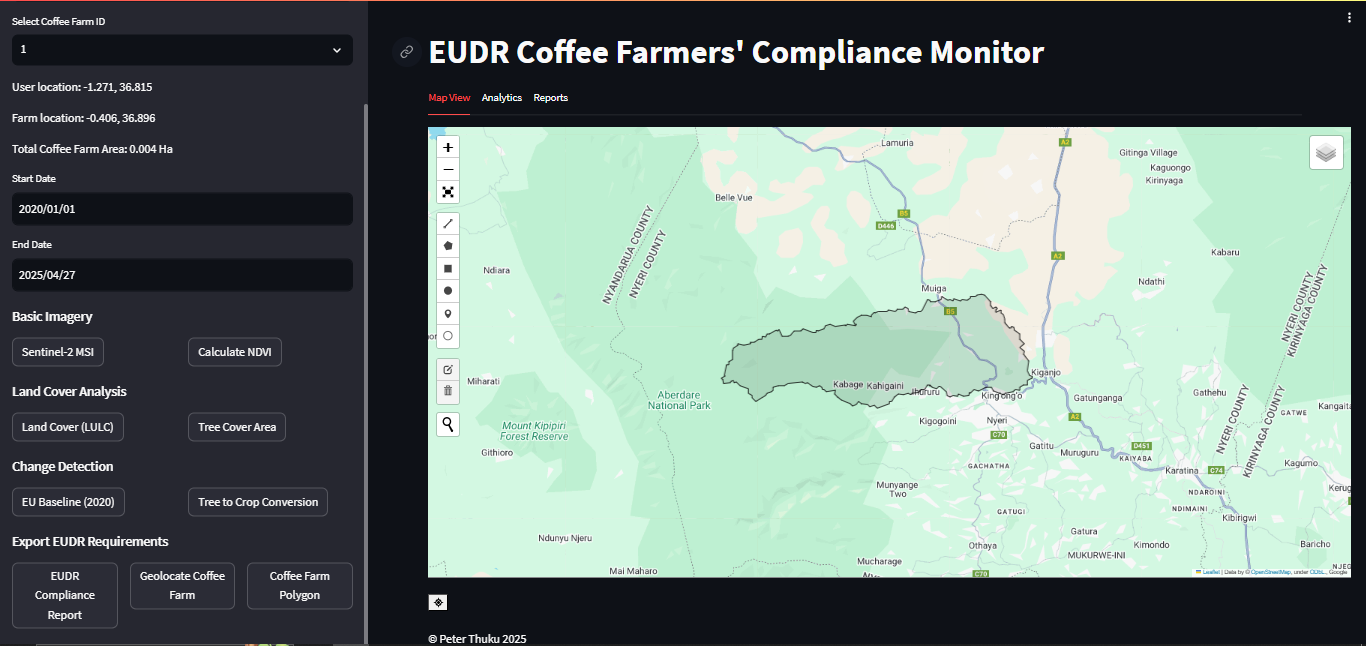 Select Coffee Farm ID
1
User location: -1.271, 36.815
Farm location: -0.406, 36.896
Total Coffee Farm Area: 0.004 Ha
Start Date
2020/01/01
End Date
2025/04/27
Basic Imagery
Sentinel-2 MSI
Calculate NDVI
Land Cover Analysis
Land Cover (LULC)
Tree Cover Area
Change Detection
EU Baseline (2020)
Tree to Crop Conversion
Export EUDR Requirements
EUDR
Compliance
Report
Geolocate Coffee
Farm
Coffee Farm
Polygon
EUDR Coffee Farmers' Compliance Monitor
Map View
Analytics
Reports
Lamuria
A2
Gitinga Village
Kaguongo
Kirinyaga
Belle Vue
B5
D446
NYANDARUA COUNTY
NYERI COUNTY
A2
Kabaru
Ndiara
Ndathi
NYERI COUNTY
KIRINYAGA COUNTY
Muiga
B5
Miharati
Kabage
Kahigaini
Ihururu
Kiganjo
King'ong'o
Aberdare
National Park
Gatunganga
Gathehu
GATWE
Kangaita
Mount Kipipiri
Forest Reserve
Kigogoini
Nyeri
A2
C70
NYERI COUNTY
KIRINYAGA COUNTY
Githioro
Gatitu
Muruguru
D451
KAIYABA
GACHATHA
Karatina
C74
Kagumo
Munyange
Two
NDAROINI
Kerug
GATUGI
NDIMAINI
Kibirigwi
Ndunyu Njeru
Gatura
Othaya
MUKURWE-INI
Kimondo
Baricho
Mai Maharo
Mucharage
C70
NJEG
Leaflet | Data by © OpenStreetMap, under ODbL., Google
© Peter Thuku 2025